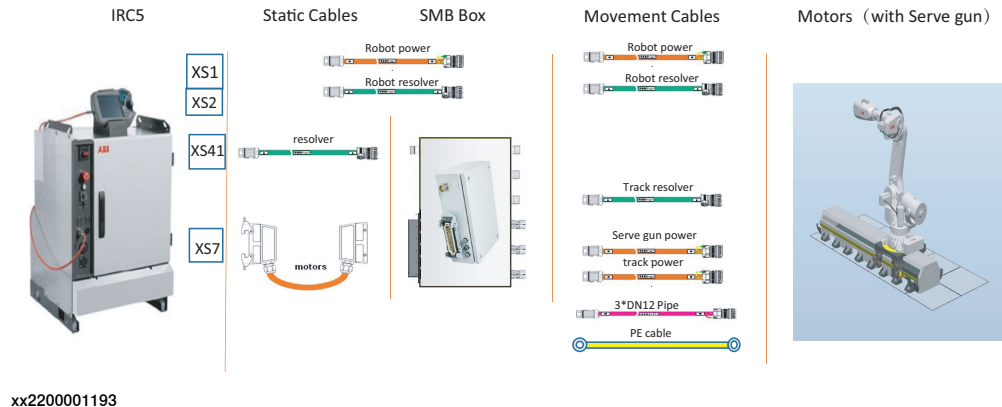 IRC5
Static Cables
SMB Box
Movement Cables
Motors（with Serve gun）
Robot power
Robot power
XS1
Robot resolver
Robot resolver
XS2
ABB
XS41
resolver
Track resolver
XS7
motors
Serve gun power
track power
3*DN12 Pipe
PE cable
xx2200001193